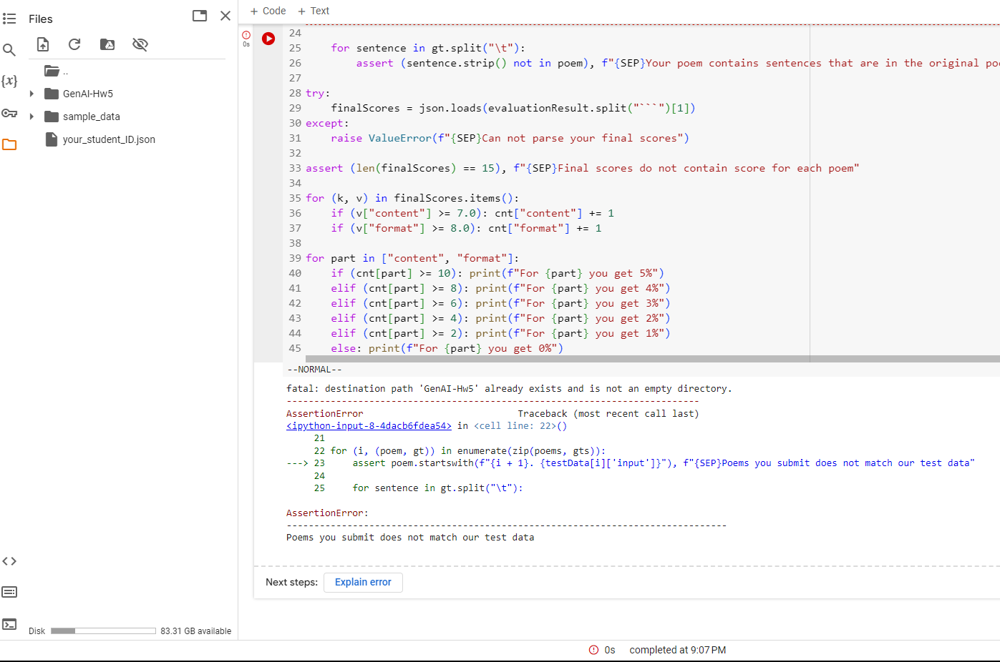 Files
..
GenAI-Hw5
sample_data
your_student_ID.json
Disk 83.31 GB available
+ Code + Text
0s
24
25     for sentence in gt.split("\t"):
26         assert (sentence.strip() not in poem), f"{SEP}Your poem contains sentences that are in the original po
27
28 try:
29     finalScores = json.loads(evaluationResult.split("```")[1])
30 except:
31     raise ValueError(f"{SEP}Can not parse your final scores")
32
33 assert (len(finalScores) == 15), f"{SEP}Final scores do not contain score for each poem"
34
35 for (k, v) in finalScores.items():
36     if (v["content"] >= 7.0): cnt["content"] += 1
37     if (v["format"] >= 8.0): cnt["format"] += 1
38
39 for part in ["content", "format"]:
40     if (cnt[part] >= 10): print(f"For {part} you get 5%")
41     elif (cnt[part] >= 8): print(f"For {part} you get 4%")
42     elif (cnt[part] >= 6): print(f"For {part} you get 3%")
43     elif (cnt[part] >= 4): print(f"For {part} you get 2%")
44     elif (cnt[part] >= 2): print(f"For {part} you get 1%")
45     else: print(f"For {part} you get 0%")
--NORMAL--
fatal: destination path 'GenAI-Hw5' already exists and is not an empty directory.
---------------------------------------------------------------------------
AssertionError                            Traceback (most recent call last)
<ipython-input-8-4dacb6fdea54> in <cell line: 22>()
     21
     22 for (i, (poem, gt)) in enumerate(zip(poems, gts)):
---> 23     assert poem.startswith(f"{i + 1}. {testData[i]['input']}"), f"{SEP}Poems you submit does not match our test data"
     24
     25     for sentence in gt.split("\t"):
AssertionError:
--------------------------------------------------------------------------------
Poems you submit does not match our test data
Next steps: Explain error
0s completed at 9:07 PM